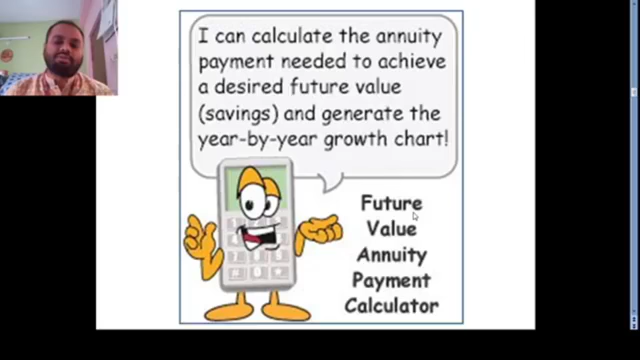 I can calculate the annuity
payment needed to achieve
a desired future value
(savings) and generate the
year-by-year growth chart!
Future
Value
Annuity
Payment
Calculator